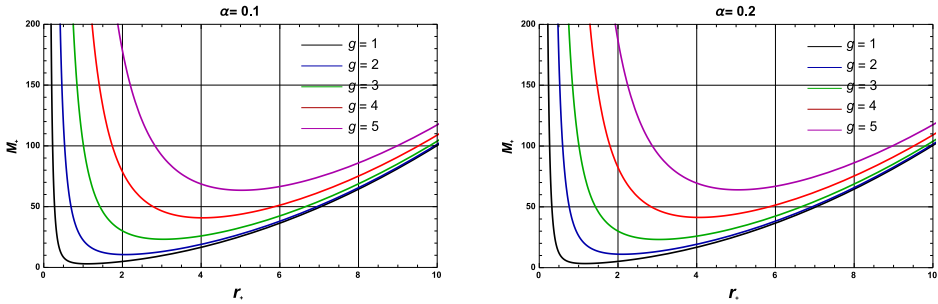 α= 0.1
M₊
200
150
100
50
0
g = 1
g = 2
g = 3
g = 4
g = 5
0 2 4 6 8 10
r₊
α= 0.2
M₊
200
150
100
50
0
g = 1
g = 2
g = 3
g = 4
g = 5
0 2 4 6 8 10
r₊